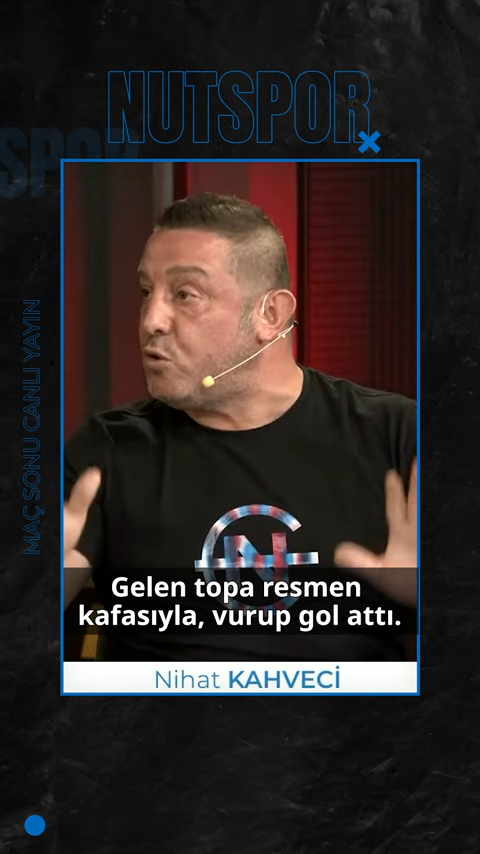 NUTSPOR
SPOR
MAÇ SONU CANLI YAYIN
N
Gelen topa resmen
kafasıyla, vurup gol attı.
Nihat KAHVECİ